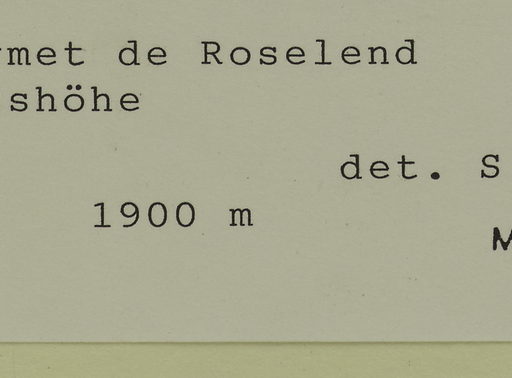 rmet de Roselend
shöhe
det. S
1900 m
M